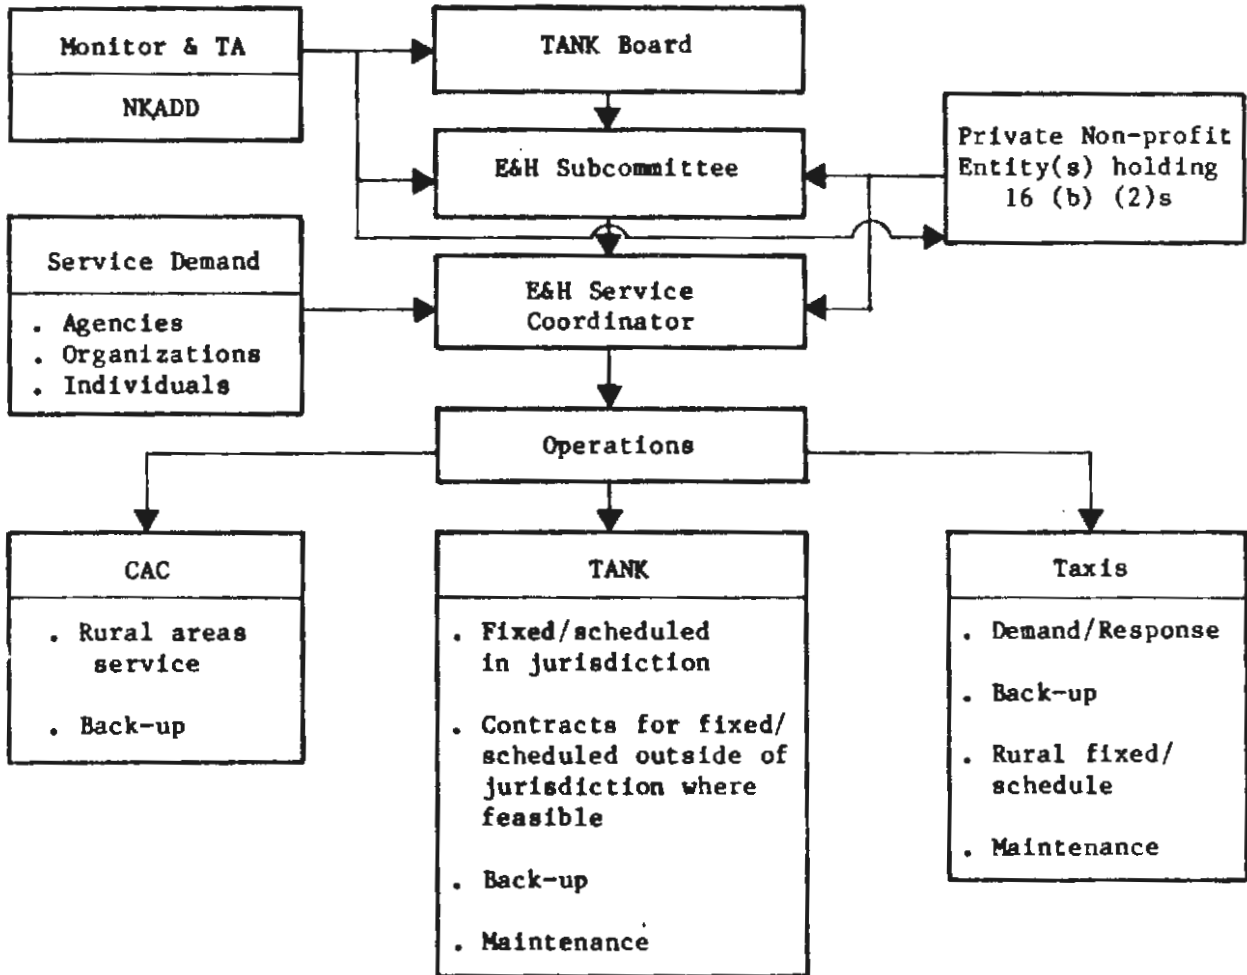 Monitor & TA
NKADD
TANK Board
E&H Subcommittee
Private Non-profit
Entity(s) holding
16 (b) (2)s
Service Demand
. Agencies
. Organizations
. Individuals
E&H Service
Coordinator
Operations
CAC
. Rural areas
service
. Back-up
TANK
. Fixed/scheduled
in jurisdiction
. Contracts for fixed/
scheduled outside of
jurisdiction where
feasible
. Back-up
. Maintenance
Taxis
. Demand/Response
. Back-up
. Rural fixed/
schedule
. Maintenance